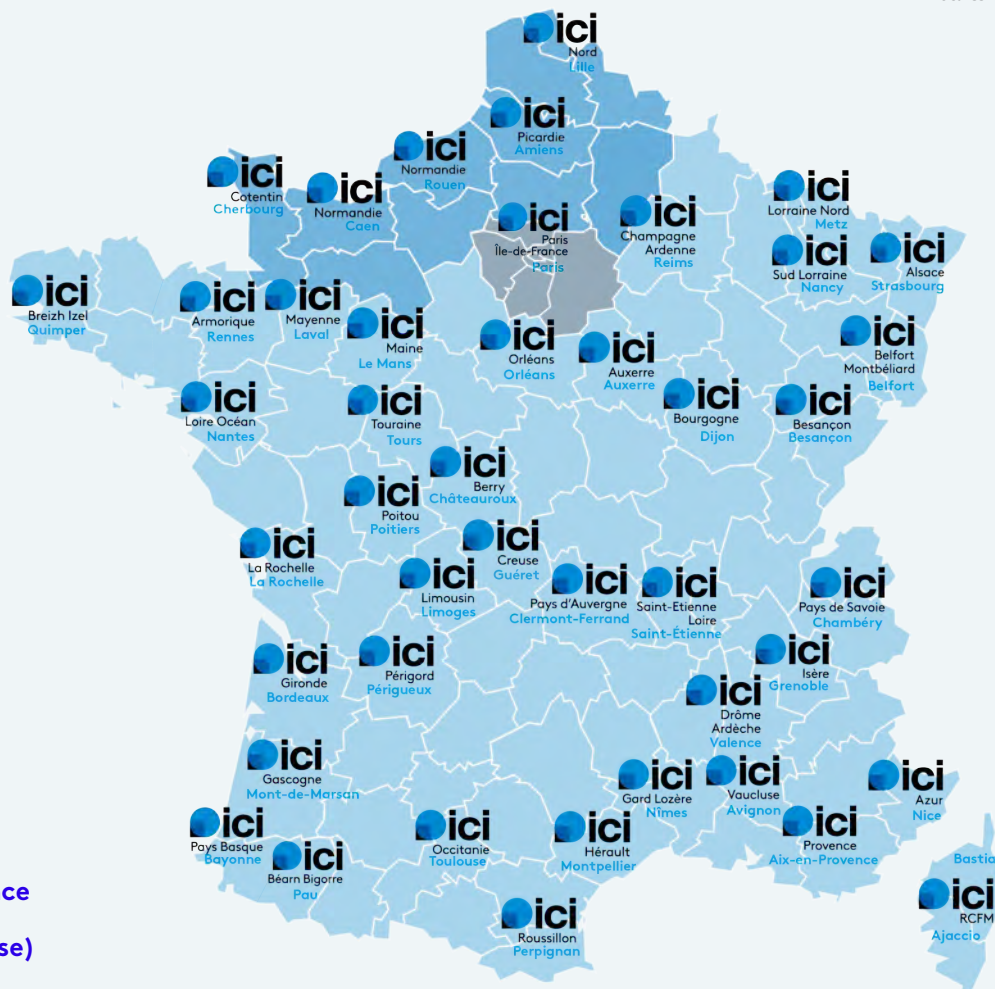 ici
Nord
Lille
ici
Picardie
Amiens
ici
Normandie
Rouen
ici
Cotentin
Cherbourg
ici
Normandie
Caen
ici
Paris
Île-de-France
Paris
ici
Champagne
Ardenne
Reims
ici
Lorraine Nord
Metz
ici
Sud Lorraine
Nancy
ici
Alsace
Strasbourg
ici
Breizh Izel
Quimper
ici
Armorique
Rennes
ici
Mayenne
Laval
ici
Maine
Le Mans
ici
Orléans
Orléans
ici
Auxerre
Auxerre
ici
Belfort
Montbéliard
Belfort
ici
Loire Océan
Nantes
ici
Touraine
Tours
ici
Bourgogne
Dijon
ici
Besançon
Besançon
ici
Berry
Châteauroux
ici
Poitou
Poitiers
ici
La Rochelle
La Rochelle
ici
Creuse
Guéret
ici
Limousin
Limoges
ici
Pays d'Auvergne
Clermont-Ferrand
ici
Saint-Etienne
Loire
Saint-Étienne
ici
Pays de Savoie
Chambéry
ici
Gironde
Bordeaux
ici
Périgord
Périgueux
ici
Isère
Grenoble
ici
Drôme
Ardèche
Valence
ici
Gascogne
Mont-de-Marsan
ici
Gard Lozère
Nîmes
ici
Vaucluse
Avignon
ici
Azur
Nice
ici
Pays Basque
Bayonne
ici
Béarn Bigorre
Pau
ici
Occitanie
Toulouse
ici
Hérault
Montpellier
ici
Provence
Aix-en-Provence
Bastia
ici
RCFM
Ajaccio
ici
Roussillon
Perpignan
ce
se)